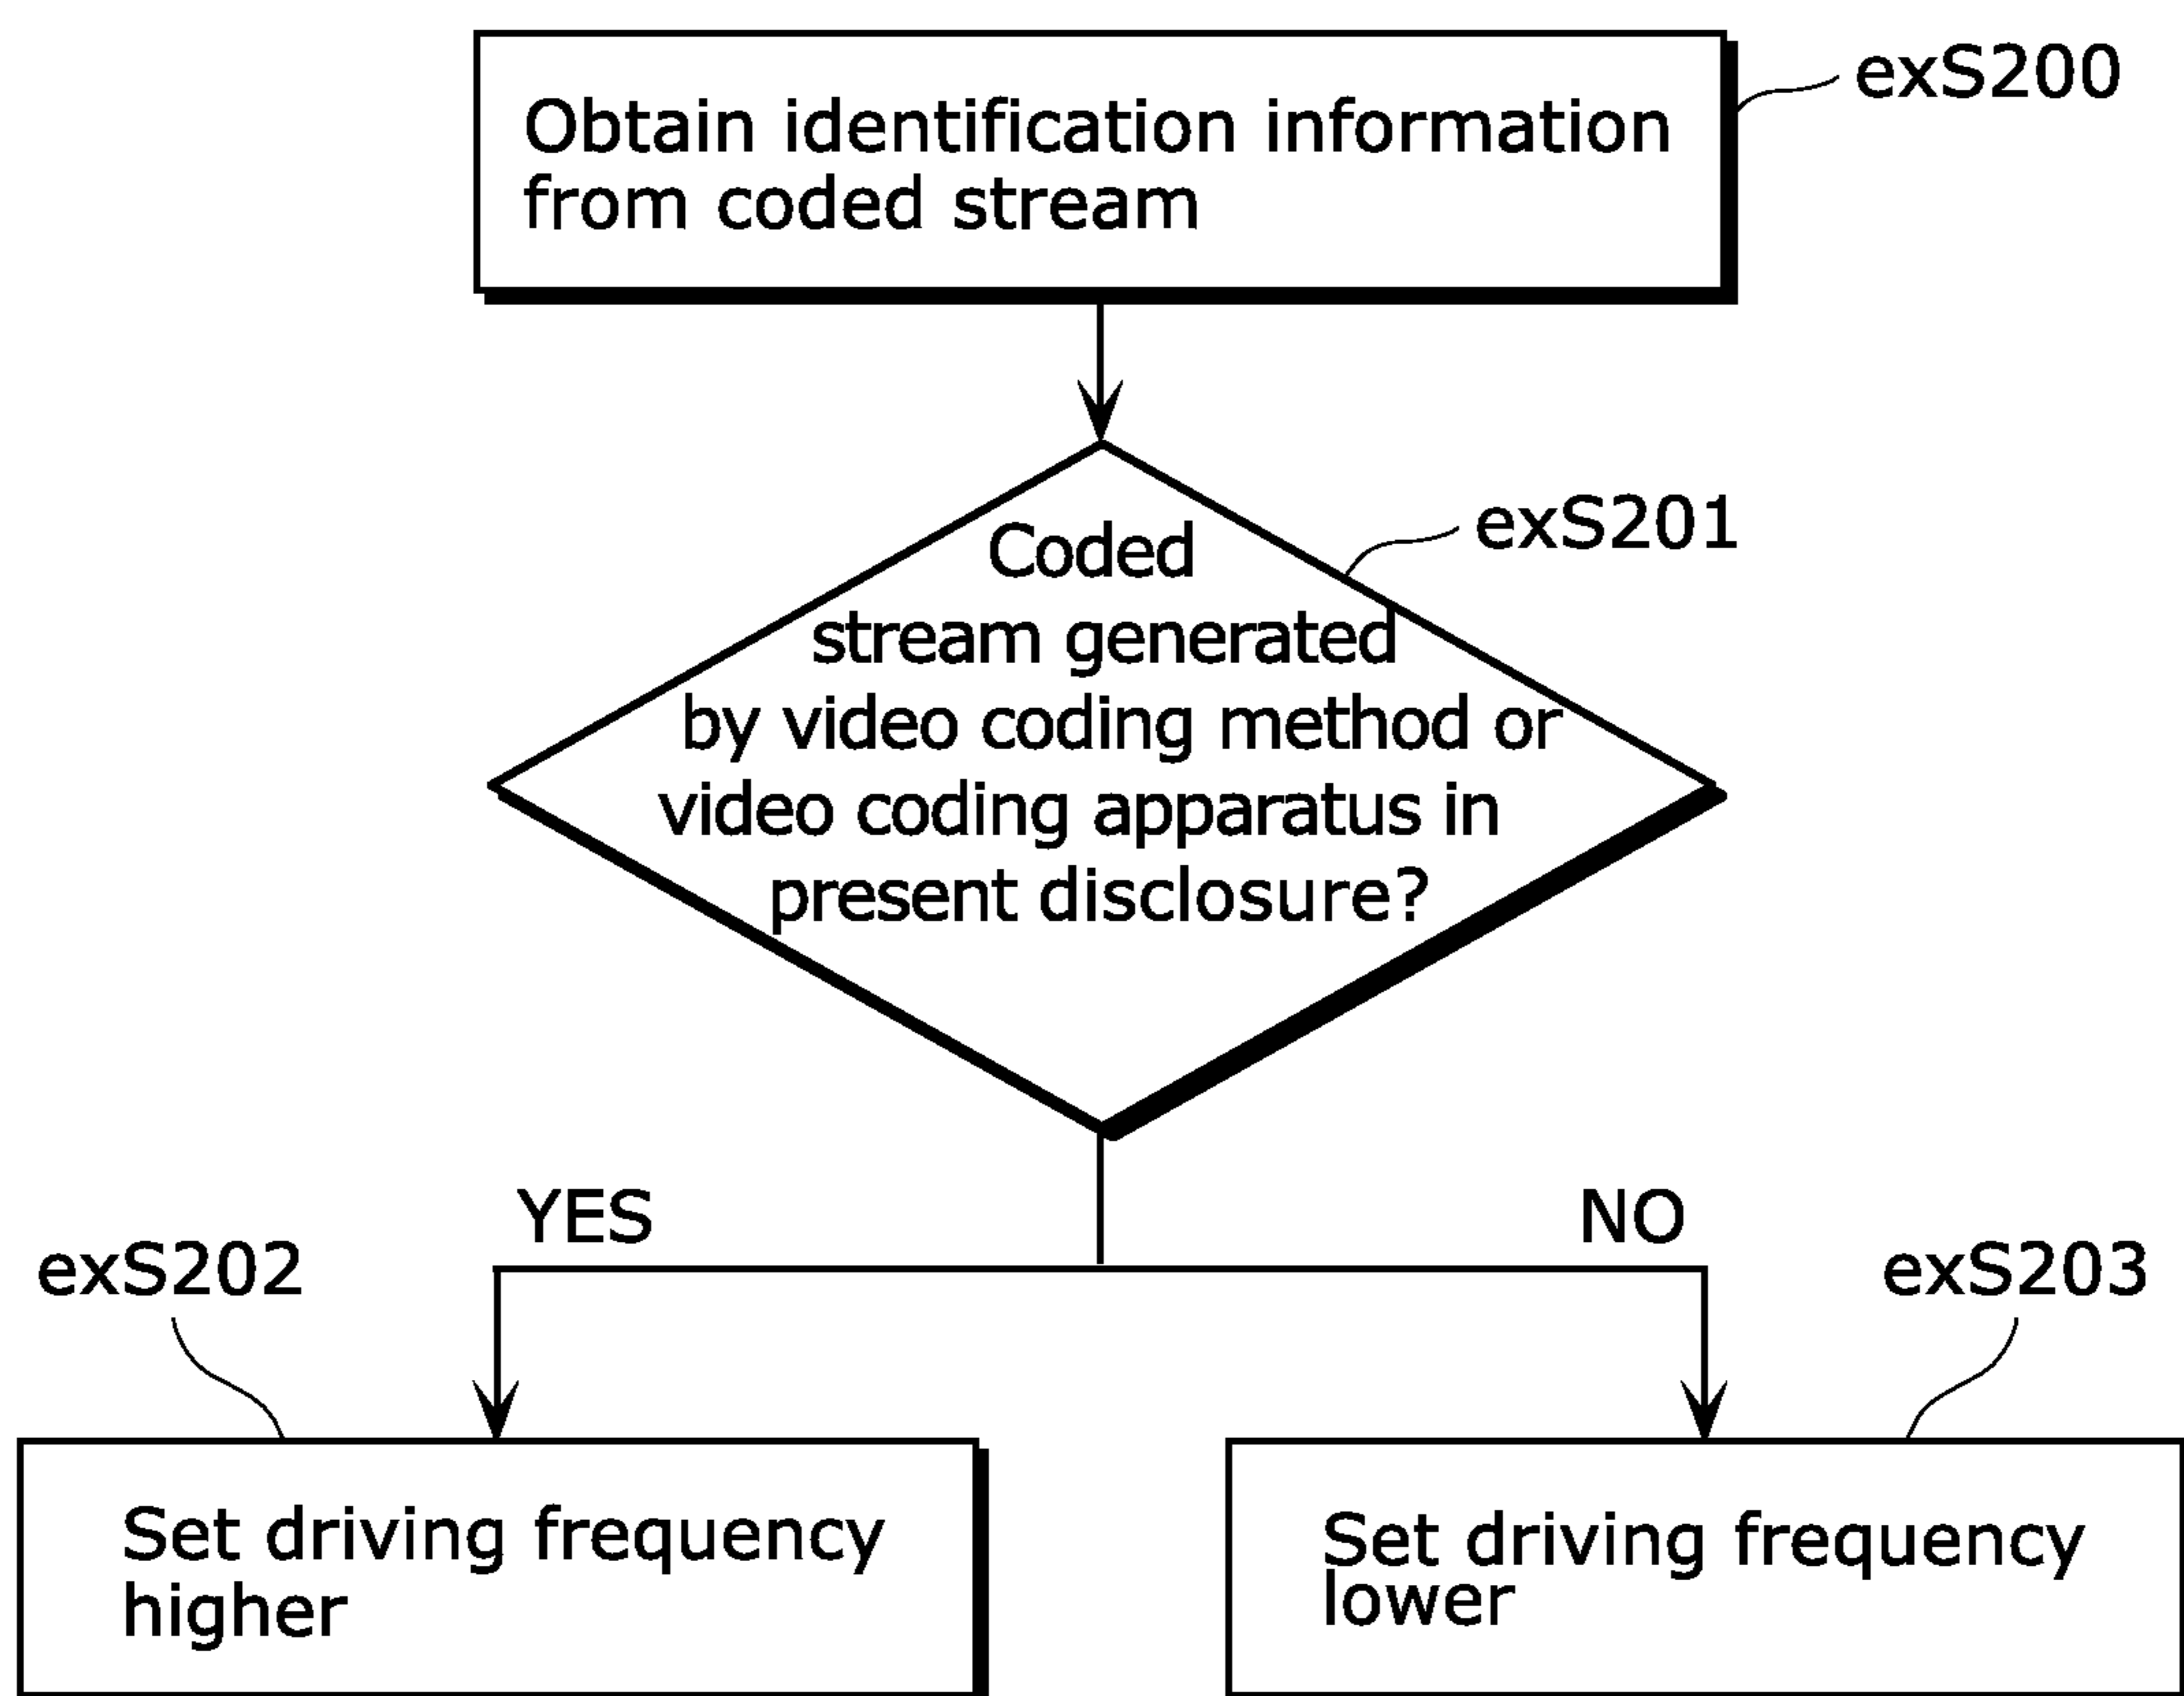 Obtain identification information
from coded stream
exS200
Coded
stream generated
by video coding method or
video coding apparatus in
present disclosure?
exS201
YES
NO
exS202
exS203
Set driving frequency
higher
Set driving frequency
lower